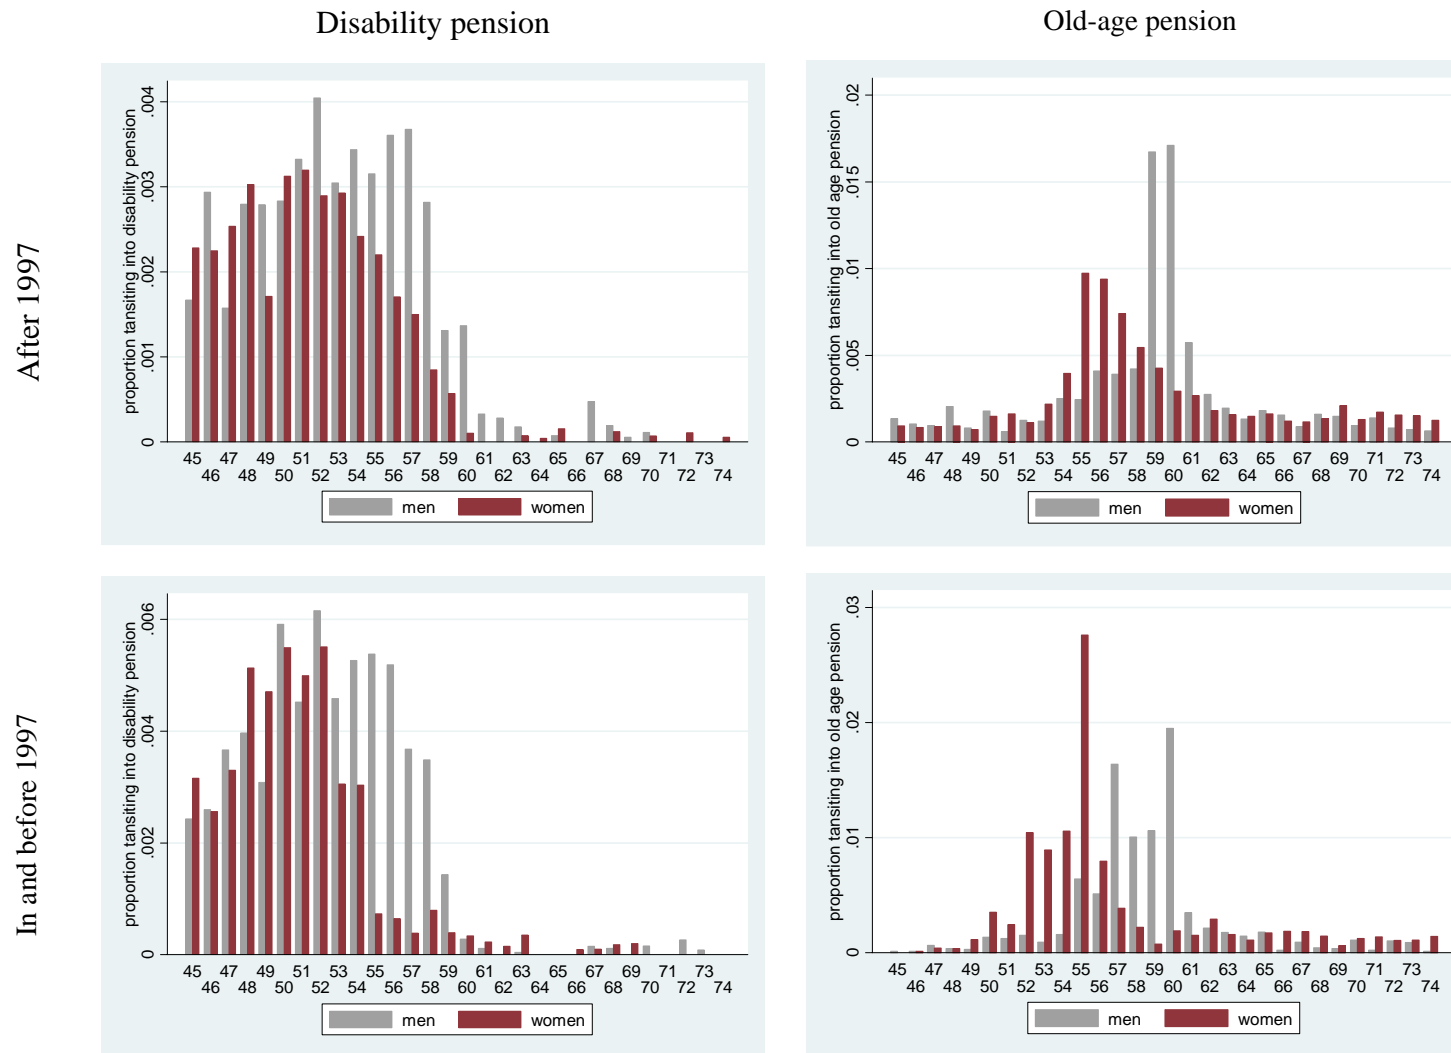 Disability pension
Old-age pension
After 1997
proportion tansiting into disability pension
.004
.003
.002
.001
0
45 47 49 51 53 55 57 59 61 63 65 67 69 71 73
46 48 50 52 54 56 58 60 62 64 66 68 70 72 74
men women
proportion tansiting into old age pension
.02
.015
.01
.005
0
45 47 49 51 53 55 57 59 61 63 65 67 69 71 73
46 48 50 52 54 56 58 60 62 64 66 68 70 72 74
men women
In and before 1997
proportion tansiting into disability pension
.006
.004
.002
0
45 47 49 51 53 55 57 59 61 63 66 68 70 73
46 48 50 52 54 56 58 60 62 64 67 69 72
men women
proportion tansiting into old age pension
.03
.02
.01
0
45 47 49 51 53 55 57 59 61 63 65 67 69 71 73
46 48 50 52 54 56 58 60 62 64 66 68 70 72 74
men women